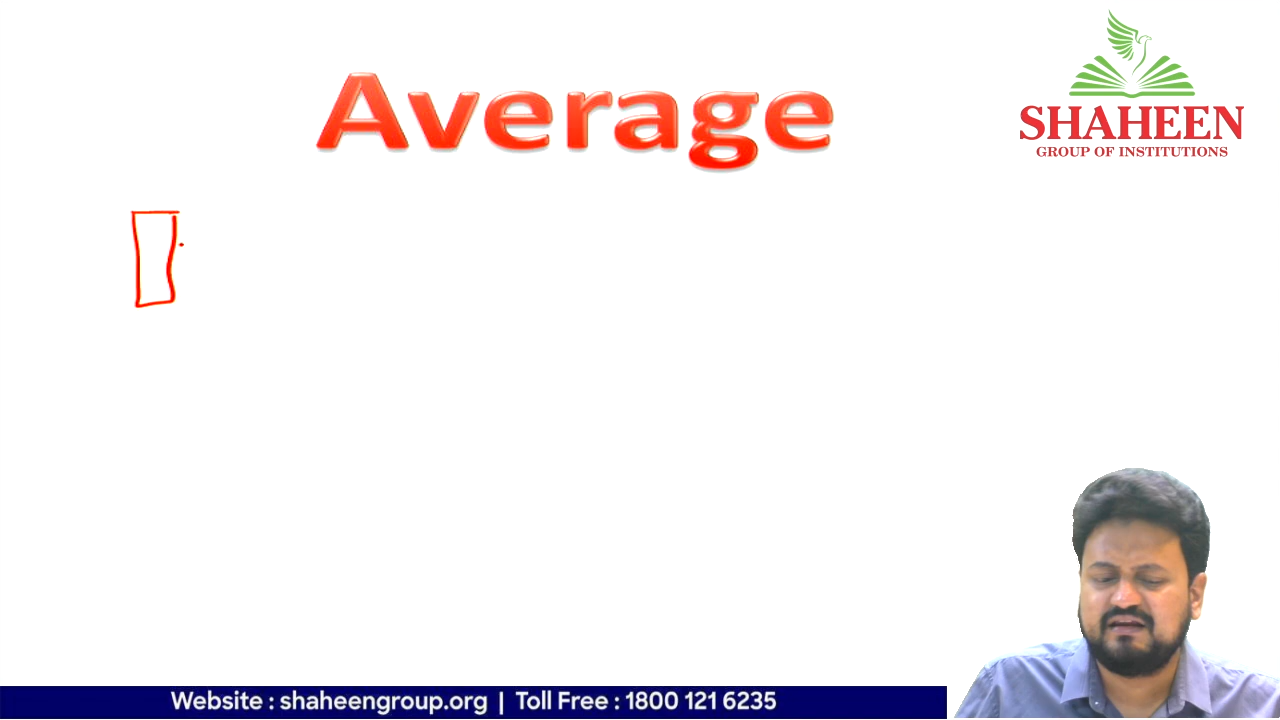 Average
SHAHEEN
GROUP OF INSTITUTIONS
Website : shaheengroup.org | Toll Free : 1800 121 6235